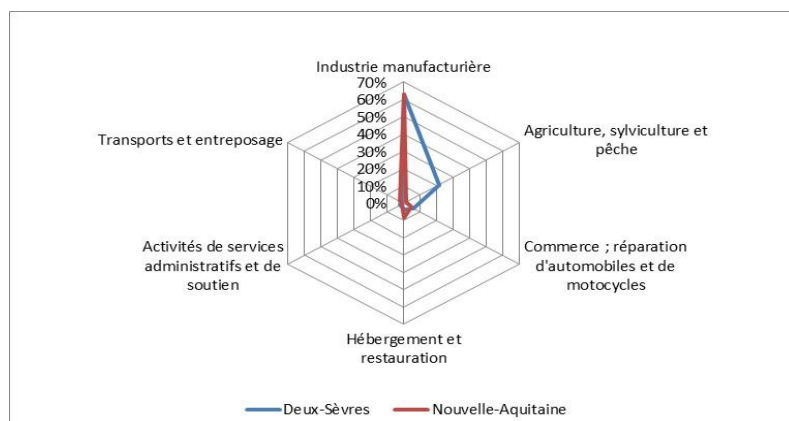 Industrie manufacturière
70%
60%
50%
40%
30%
20%
10%
0%
Agriculture, sylviculture et
pêche
Commerce ; réparation
d'automobiles et de
motocycles
Hébergement et
restauration
Activités de services
administratifs et de
soutien
Transports et entreposage
Deux-Sèvres
Nouvelle-Aquitaine